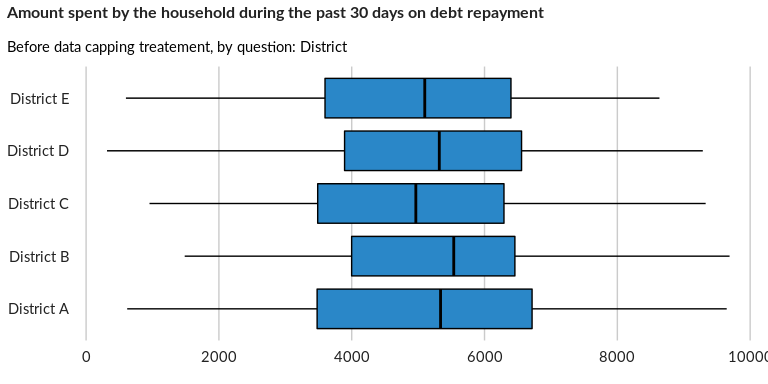 Amount spent by the household during the past 30 days on debt repayment
Before data capping treatement, by question: District
District E
District D
District C
District B
District A
0 2000 4000 6000 8000 10000